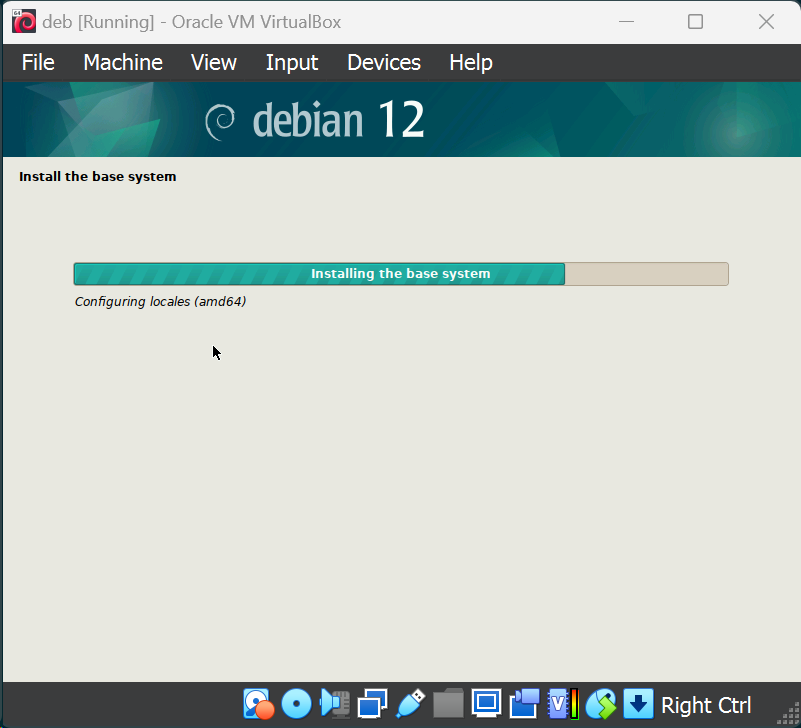 64
deb [Running] - Oracle VM VirtualBox
File Machine View Input Devices Help
debian 12
Install the base system
Installing the base system
Configuring locales (amd64)
V
Right Ctrl